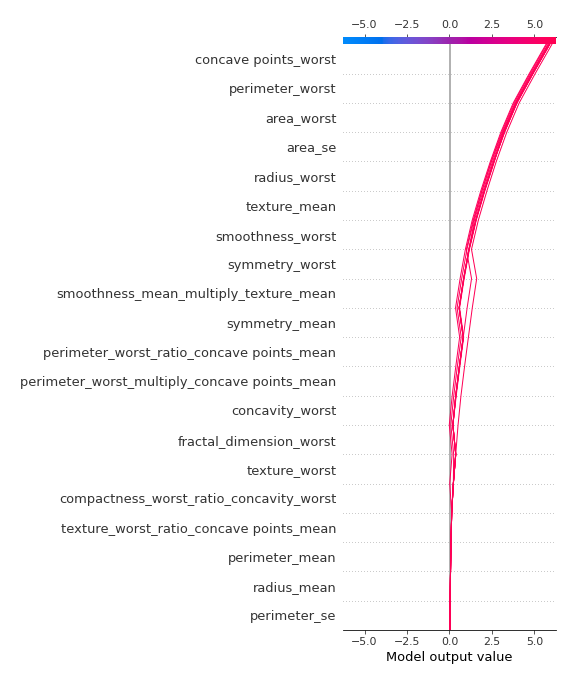 −5.0 −2.5 0.0 2.5 5.0
concave points_worst
perimeter_worst
area_worst
area_se
radius_worst
texture_mean
smoothness_worst
symmetry_worst
smoothness_mean_multiply_texture_mean
symmetry_mean
perimeter_worst_ratio_concave points_mean
perimeter_worst_multiply_concave points_mean
concavity_worst
fractal_dimension_worst
texture_worst
compactness_worst_ratio_concavity_worst
texture_worst_ratio_concave points_mean
perimeter_mean
radius_mean
perimeter_se
−5.0 −2.5 0.0 2.5 5.0
Model output value